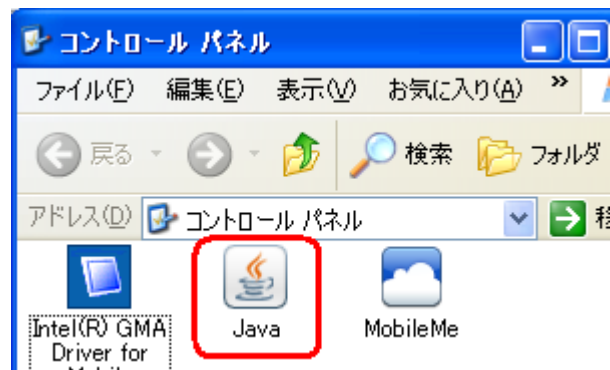 コントロール パネル
ファイル(F) 編集(E) 表示(V) お気に入り(A) »
戻る 検索 フォルダ
アドレス(D) コントロール パネル 移
Intel(R) GMA Java MobileMe
Driver for